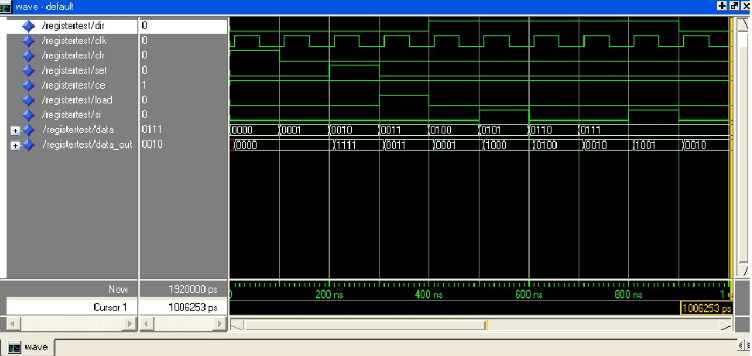 wave - default
/registertest/dir 0
/registertest/clk 0
/registertest/clr 0
/registertest/set 0
/registertest/ce 1
/registertest/load 0
/registertest/si 0
/registertest/data 0111 0000 0001 0010 0011 0100 0101 0110 0111
/registertest/data_out 0010 0000 1111 0011 0001 1000 0100 0010 1001 0010
Now 1920000 ps 200 ns 400 ns 600 ns 800 ns
Cursor 1 1006253 ps 1006253 ps
wave